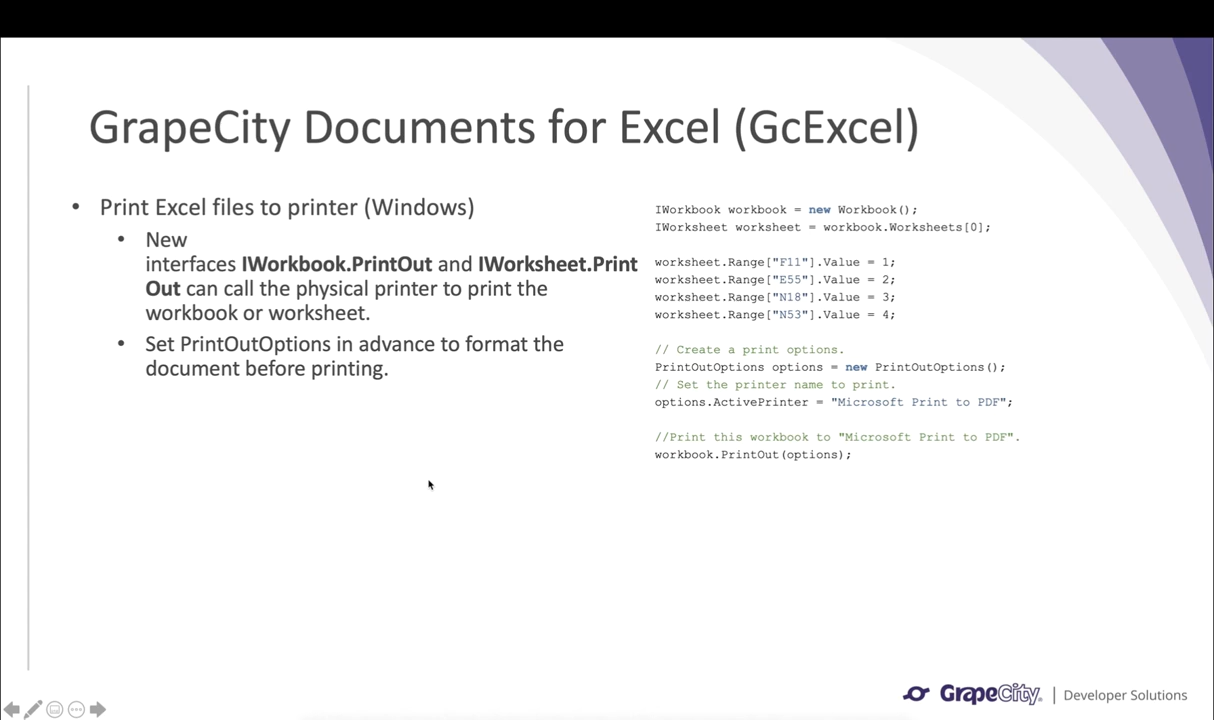 GrapeCity Documents for Excel (GcExcel)
• Print Excel files to printer (Windows)
• New
interfaces IWorkbook.PrintOut and IWorksheet.Print
Out can call the physical printer to print the
workbook or worksheet.
• Set PrintOutOptions in advance to format the
document before printing.
IWorkbook workbook = new Workbook();
IWorksheet worksheet = workbook.Worksheets[0];
worksheet.Range["F11"].Value = 1;
worksheet.Range["E55"].Value = 2;
worksheet.Range["N18"].Value = 3;
worksheet.Range["N53"].Value = 4;
// Create a print options.
PrintOutOptions options = new PrintOutOptions();
// Set the printer name to print.
options.ActivePrinter = "Microsoft Print to PDF";
//Print this workbook to "Microsoft Print to PDF".
workbook.PrintOut(options);
GrapeCity. | Developer Solutions